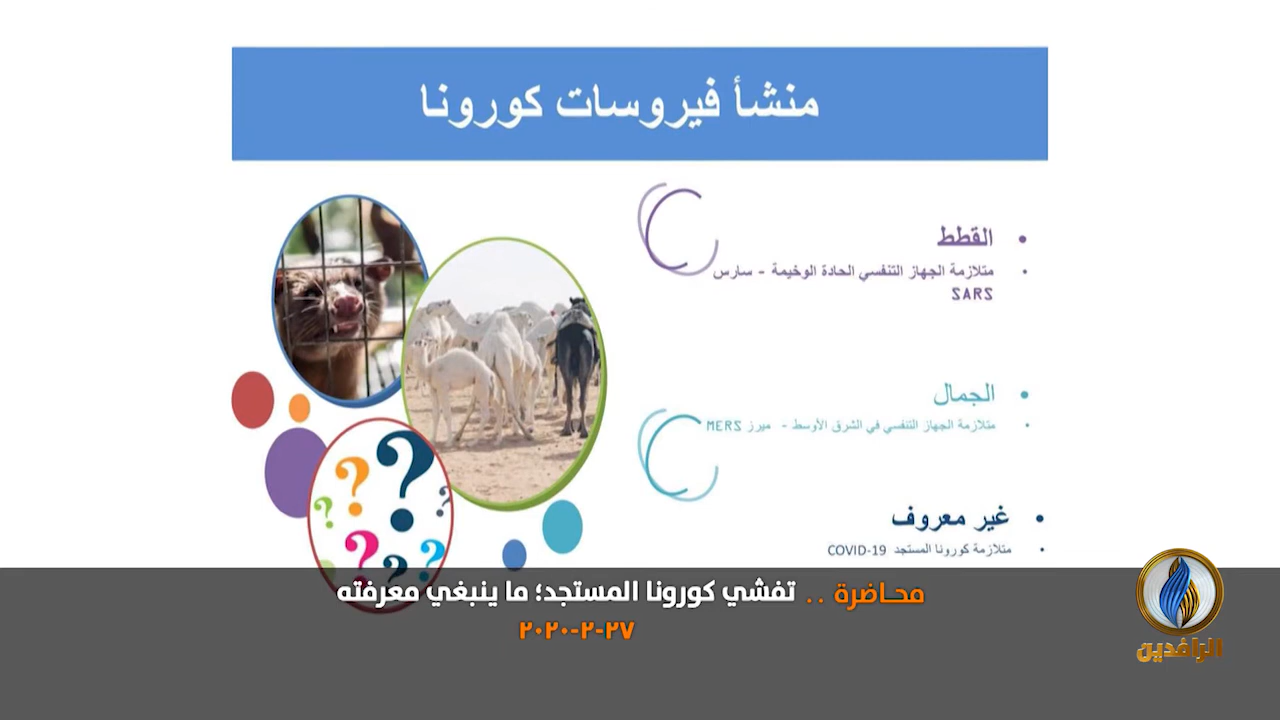 منشأ فيروسات كورونا
القطط
متلازمة الجهاز التنفسي الحادة الوخيمة - سارس
SARS
الجمال
متلازمة الجهاز التنفسي في الشرق الأوسط - ميرز MERS
غير معروف
متلازمة كورونا المستجد COVID-19
محـاضرة .. تفشي كورونا المستجد؛ ما ينبغي معرفته
٢٧-٢-٢٠٢٠
الرافدين